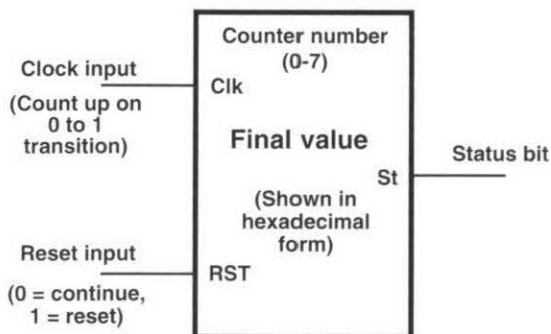 Counter number
(0-7)
Clock input
Clk
(Count up on
0 to 1
transition)
Final value
Status bit
St
(Shown in
hexadecimal
form)
Reset input
RST
(0 = continue,
1 = reset)